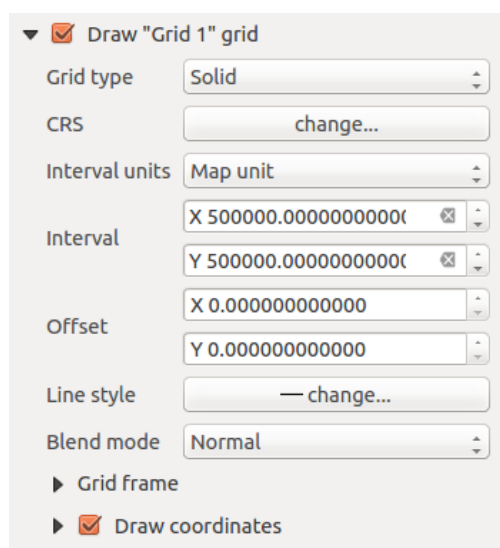 Draw "Grid 1" grid
Grid type Solid
CRS change...
Interval units Map unit
Interval
X 500000.0000000000
Y 500000.0000000000
Offset
X 0.000000000000
Y 0.000000000000
Line style change...
Blend mode Normal
Grid frame
Draw coordinates